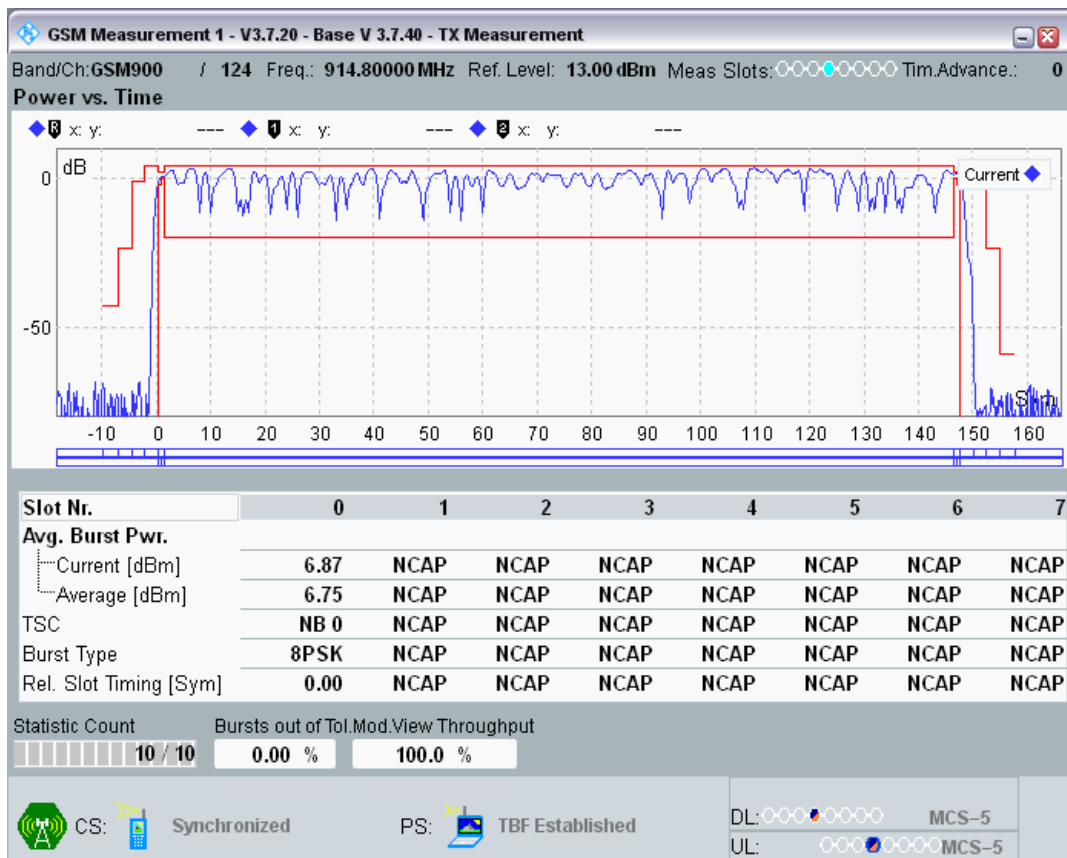 GSM Measurement 1 - V3.7.20 - Base V 3.7.40 - TX Measurement
Band/Ch:GSM900 / 124 Freq.: 914.80000 MHz Ref. Level: 13.00 dBm Meas Slots: Tim.Advance.: 0
Power vs. Time
R x: y: --- 1 x: y: --- 2 x: y: ---
dB
Current
0
-50
Sym
-10 0 10 20 30 40 50 60 70 80 90 100 110 120 130 140 150 160
Slot Nr. 0 1 2 3 4 5 6 7
Avg. Burst Pwr.
Current [dBm] 6.87 NCAP NCAP NCAP NCAP NCAP NCAP NCAP
Average [dBm] 6.75 NCAP NCAP NCAP NCAP NCAP NCAP NCAP
TSC NB 0 NCAP NCAP NCAP NCAP NCAP NCAP NCAP
Burst Type 8PSK NCAP NCAP NCAP NCAP NCAP NCAP NCAP
Rel. Slot Timing [Sym] 0.00 NCAP NCAP NCAP NCAP NCAP NCAP NCAP
Statistic Count Bursts out of Tol. Mod.View Throughput
10 / 10 0.00 % 100.0 %
CS: Synchronized PS: TBF Established DL: MCS-5
UL: MCS-5